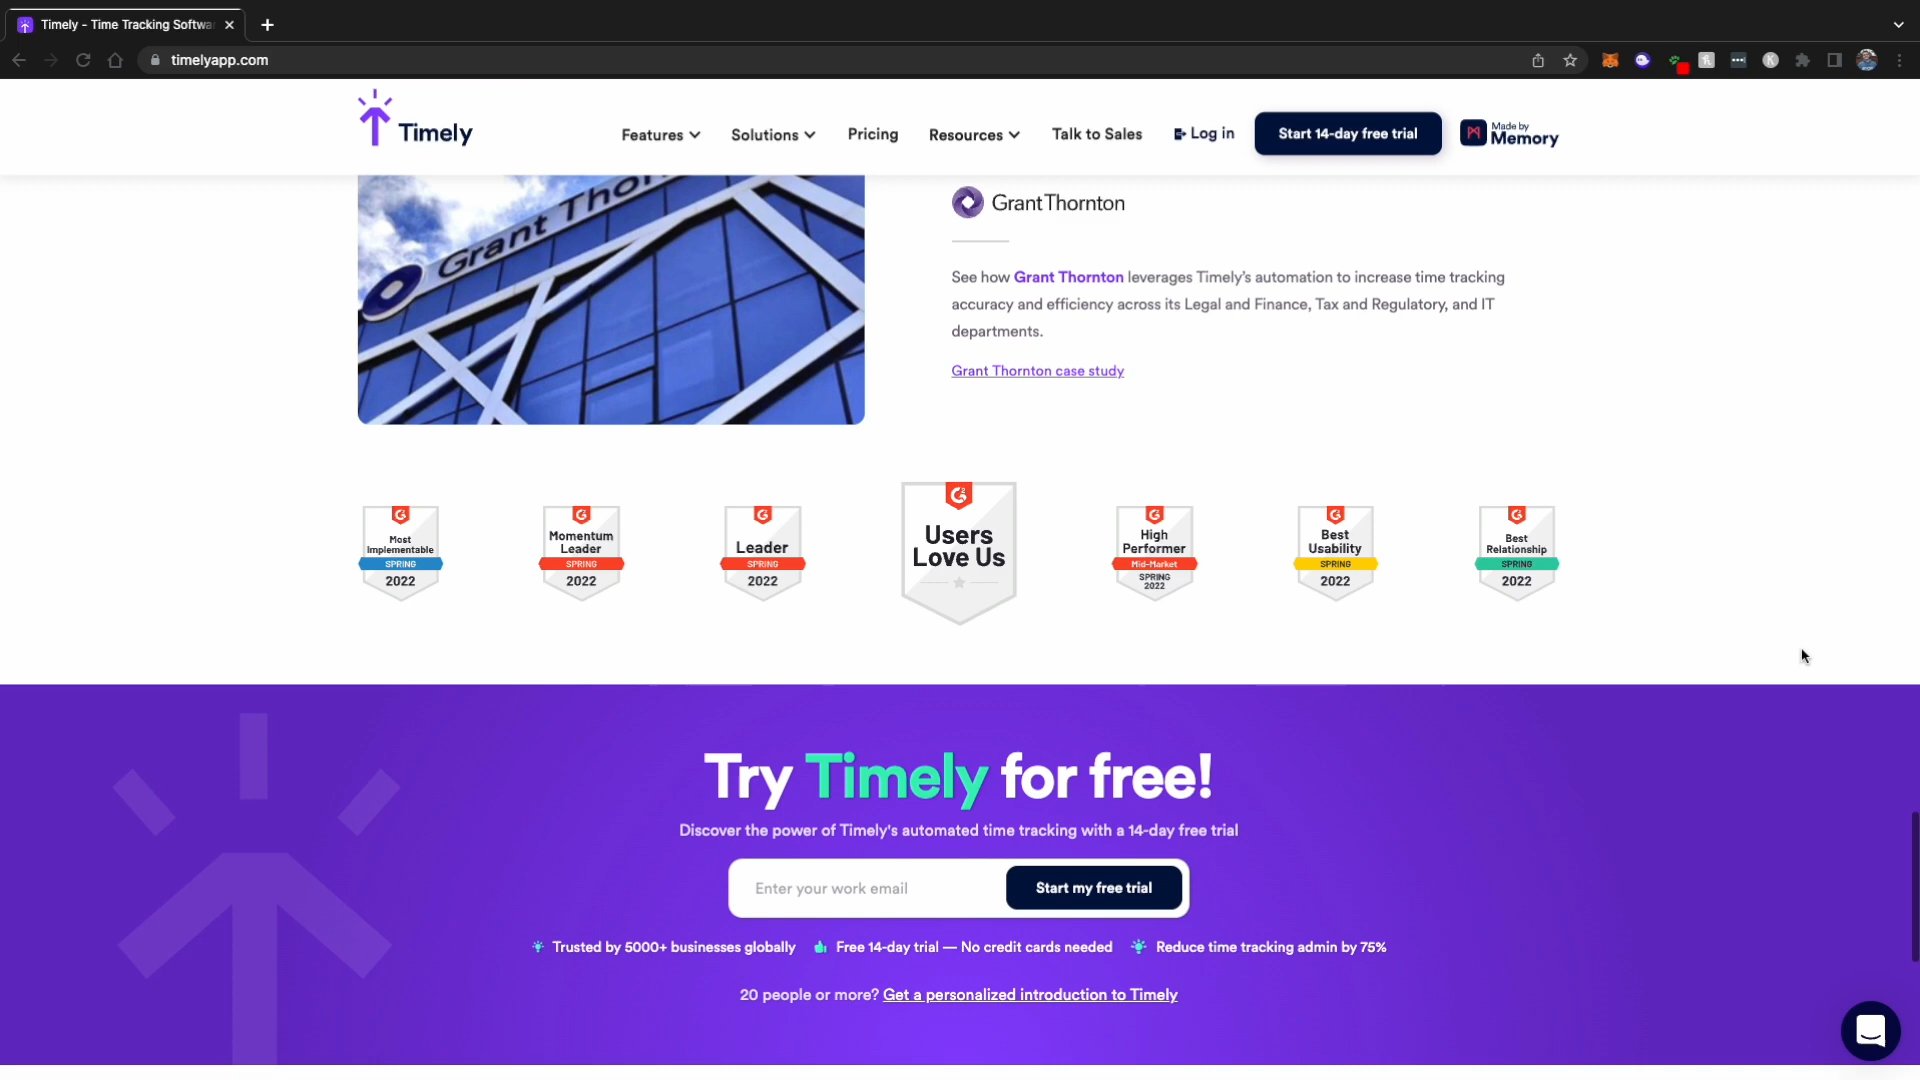 Timely - Time Tracking Softwa
timelyapp.com
Timely
Features
Solutions
Pricing
Resources
Talk to Sales
Log in
Start 14-day free trial
Made by
Memory
Grant Thornton
GrantThornton
See how Grant Thornton leverages Timely's automation to increase time tracking
accuracy and efficiency across its Legal and Finance, Tax and Regulatory, and IT
departments.
Grant Thornton case study
Most
Implementable
SPRING
2022
Momentum
Leader
SPRING
2022
Leader
SPRING
2022
Users
Love Us
High
Performer
Mid-Market
SPRING
2022
Best
Usability
SPRING
2022
Best
Relationship
SPRING
2022
Try Timely for free!
Discover the power of Timely's automated time tracking with a 14-day free trial
Enter your work email
Start my free trial
Trusted by 5000+ businesses globally
Free 14-day trial — No credit cards needed
Reduce time tracking admin by 75%
20 people or more? Get a personalized introduction to Timely